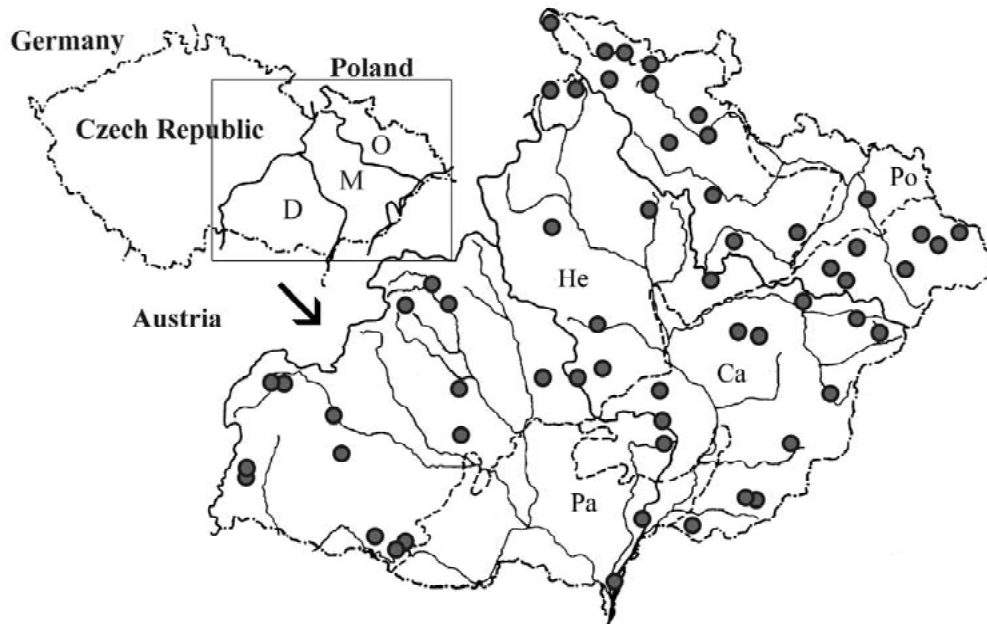 Germany
Poland
Czech Republic
O
M
D
Po
He
Austria
Ca
Pa